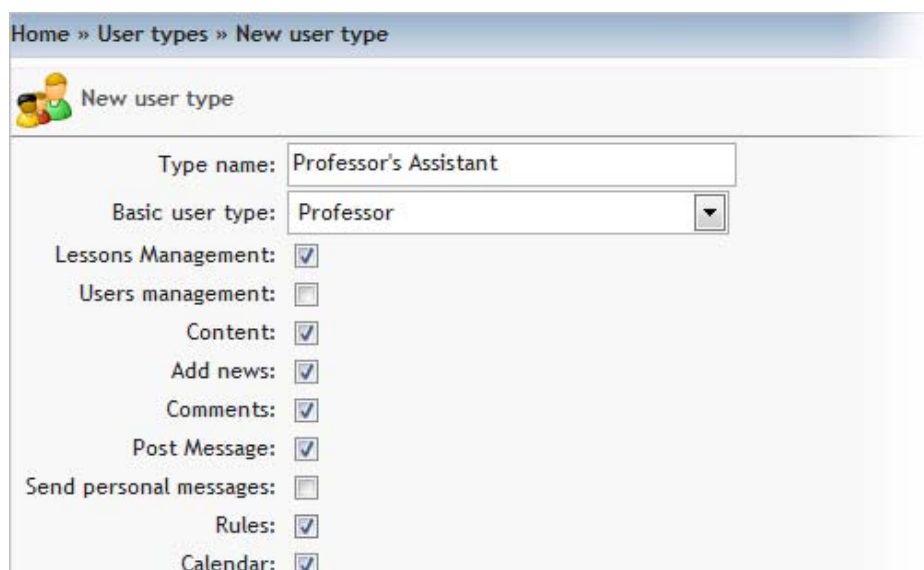 Home » User types » New user type
New user type
Type name: Professor's Assistant
Basic user type: Professor
Lessons Management:
Users management:
Content:
Add news:
Comments:
Post Message:
Send personal messages:
Rules:
Calendar: